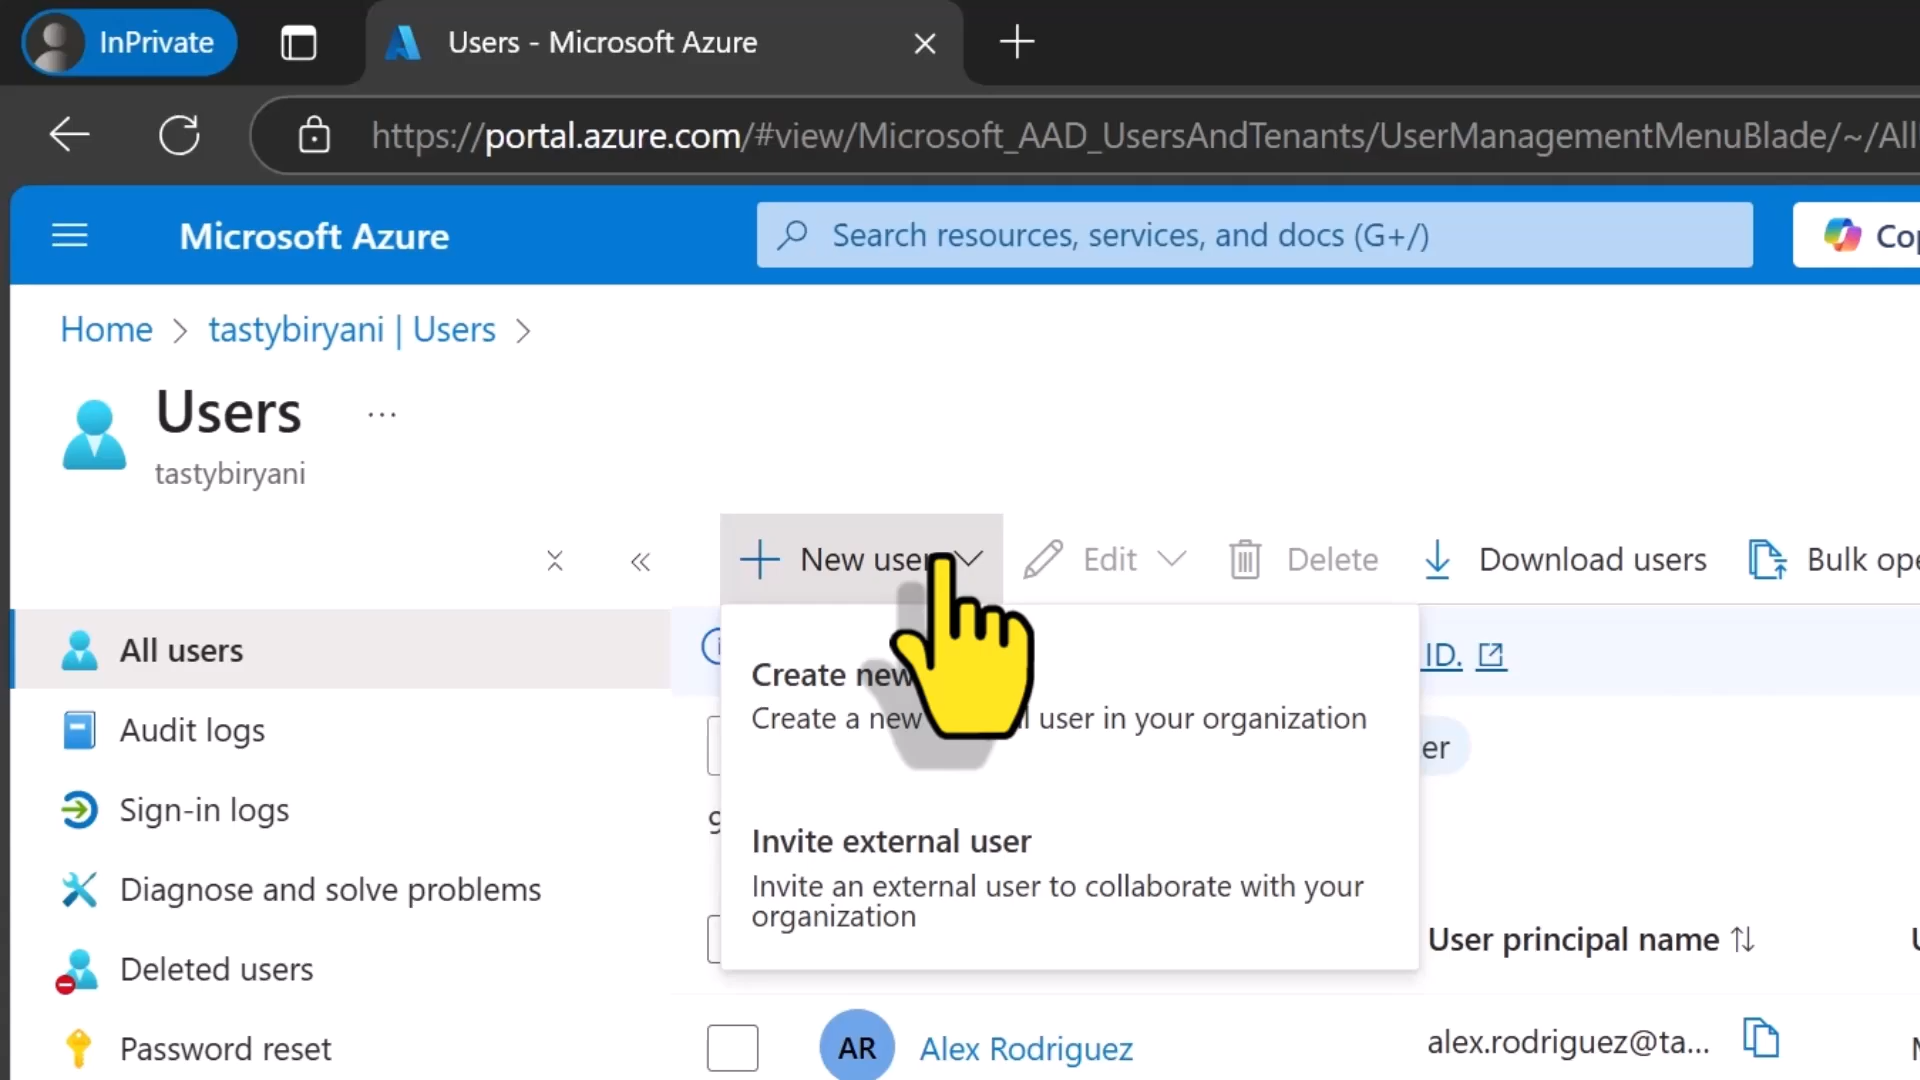 InPrivate
Users - Microsoft Azure
https://portal.azure.com/#view/Microsoft_AAD_UsersAndTenants/UserManagementMenuBlade/~/All
Microsoft Azure
Search resources, services, and docs (G+/)
Home > tastybiryani | Users >
Users ...
tastybiryani
New user
Edit
Delete
Download users
Bulk
All users
Create new
ID.
Create a new user in your organization
Audit logs
Sign-in logs
Invite external user
Diagnose and solve problems
Invite an external user to collaborate with your
organization
User principal name
Deleted users
Password reset
AR
Alex Rodriguez
alex.rodriguez@ta...